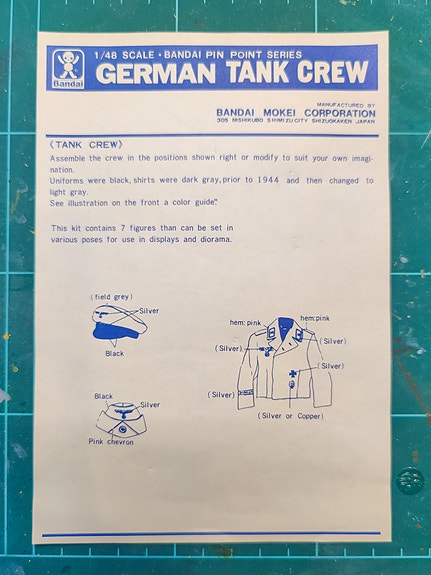 Bandai
1/48 SCALE • BANDAI PIN POINT SERIES
GERMAN TANK CREW
MANUFACTURED BY
BANDAI MOKEI CORPORATION
305 NISHIKUBO SHIMIZU CITY SHIZUOKAKEN JAPAN
(TANK CREW)
Assemble the crew in the positions shown right or modify to suit your own imagi-
nation.
Uniforms were black, shirts were dark gray, prior to 1944 and then changed to
light gray.
See illustration on the front a color guide."
This kit contains 7 figures than can be set in
various poses for use in displays and diorama.
(field grey)
Silver
Black
hem:pink
hem:pink
(Silver)
(Silver)
(Silver)
(Silver)
(Silver or Copper)
Black
Silver
Pink chevron